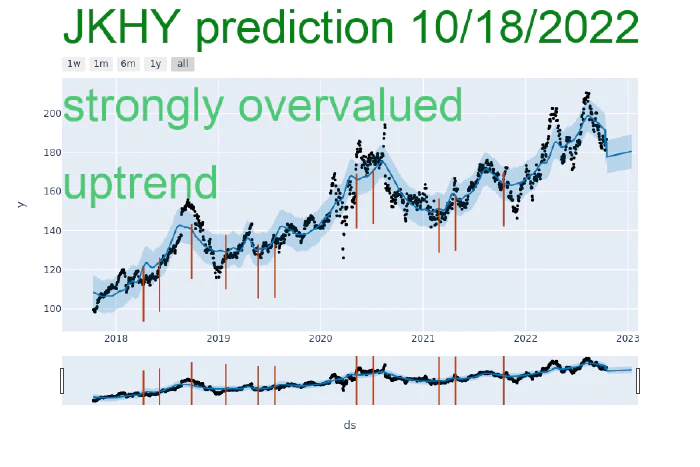 JKHY prediction 10/18/2022
1w 1m 6m 1y all
strongly overvalued
uptrend
200
180
160
140
120
100
y
2018 2019 2020 2021 2022 2023
ds